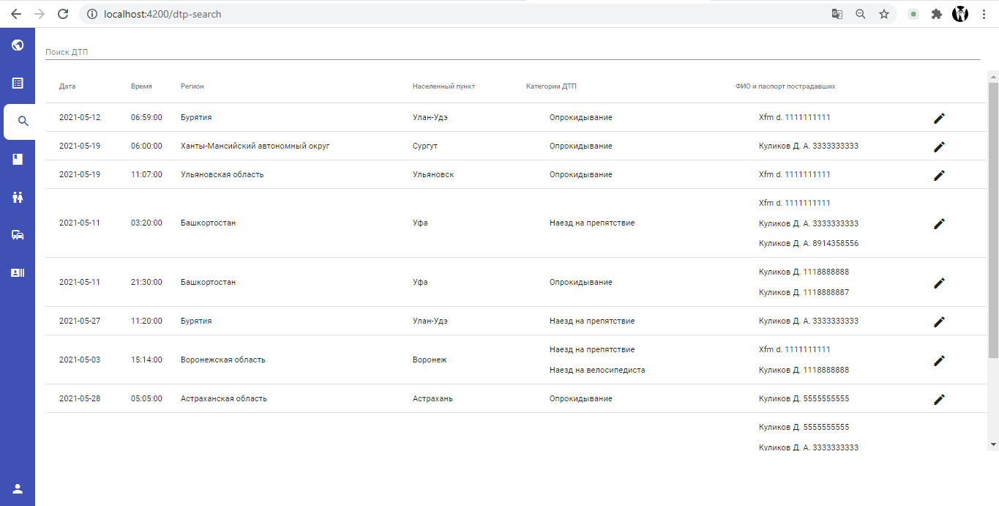 localhost:4200/dtp-search
Поиск ДТП
Дата Время Регион Населенный пункт Категории ДТП ФИО и паспорт пострадавших
2021-05-12 06:59:00 Бурятия Улан-Удэ Опрокидывание Xfm d. 1111111111
2021-05-19 06:00:00 Ханты-Мансийский автономный округ Сургут Опрокидывание Куликов Д. А. 3333333333
2021-05-19 11:07:00 Ульяновская область Ульяновск Опрокидывание Xfm d. 1111111111
Xfm d. 1111111111
2021-05-11 03:20:00 Башкортостан Уфа Наезд на препятствие Куликов Д. А. 3333333333
Куликов Д. А. 8914358556
Куликов Д. 1118888888
2021-05-11 21:30:00 Башкортостан Уфа Опрокидывание
Куликов Д. 1118888887
2021-05-27 11:20:00 Бурятия Улан-Удэ Наезд на препятствие Куликов Д. А. 3333333333
Наезд на препятствие Xfm d. 1111111111
2021-05-03 15:14:00 Воронежская область Воронеж
Наезд на велосипедиста Куликов Д. 1118888888
2021-05-28 05:05:00 Астраханская область Астрахань Опрокидывание Куликов Д. 5555555555
Куликов Д. 5555555555
Куликов Д. А. 3333333333